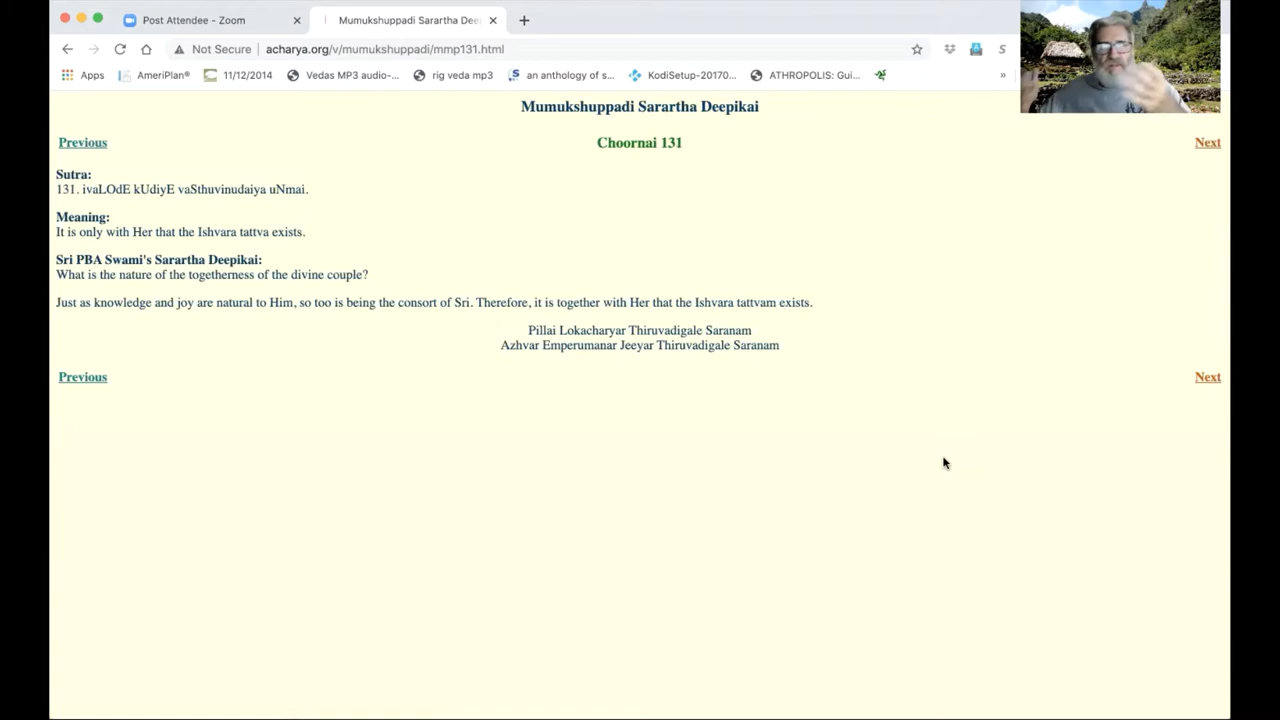 Post Attendee - Zoom
Mumukshuppadi Sarartha Dee
Not Secure
acharya.org/v/mumukshuppadi/mmp131.html
S
Apps
AmeriPlan®
11/12/2014
Vedas MP3 audio-...
rig veda mp3
an anthology of s...
KodiSetup-20170...
ATHROPOLIS: Gui...
»
Mumukshuppadi Sarartha Deepikai
Previous
Choornai 131
Next
Sutra:
131. ivaLOdE kUdiyE vaSthuvinudaiya uNmai.
Meaning:
It is only with Her that the Ishvara tattva exists.
Sri PBA Swami's Sarartha Deepikai:
What is the nature of the togetherness of the divine couple?
Just as knowledge and joy are natural to Him, so too is being the consort of Sri. Therefore, it is together with Her that the Ishvara tattvam exists.
Pillai Lokacharyar Thiruvadigale Saranam
Azhvar Emperumanar Jeeyar Thiruvadigale Saranam
Previous
Next